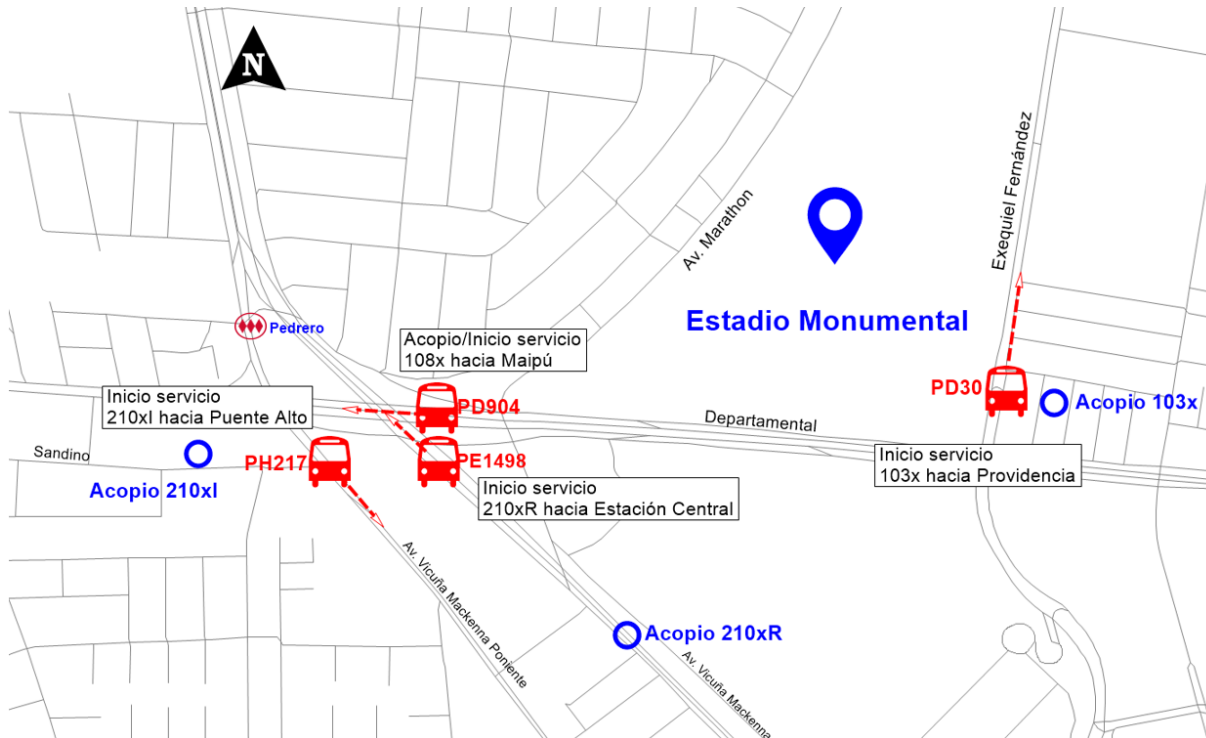 N
Exequiel Fernández
Av. Marathon
Estadio Monumental
Pedrero
Acopio/Inicio servicio
108x hacia Maipú
PD904
PD30
Acopio 103x
Inicio servicio
210xI hacia Puente Alto
Departamental
Sandino
Acopio 210xI
PH217
PE1498
Inicio servicio
103x hacia Providencia
Inicio servicio
210xR hacia Estación Central
Av. Vicuña Mackenna Poniente
Acopio 210xR
Av. Vicuña Mackenna